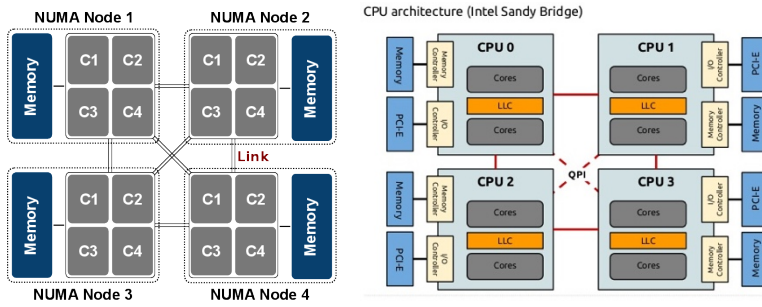 NUMA Node 1
NUMA Node 2
Memory
C1 C2
C3 C4
C1 C2
C3 C4
Memory
Link
Memory
C1 C2
C3 C4
C1 C2
C3 C4
Memory
NUMA Node 3
NUMA Node 4
CPU architecture (Intel Sandy Bridge)
Memory
Memory Controller
PCI-E
I/O Controller
CPU 0
Cores
LLC
Cores
CPU 1
Cores
LLC
Cores
I/O Controller
PCI-E
Memory Controller
Memory
QPI
Memory
Memory Controller
PCI-E
I/O Controller
CPU 2
Cores
LLC
Cores
CPU 3
Cores
LLC
Cores
I/O Controller
PCI-E
Memory Controller
Memory